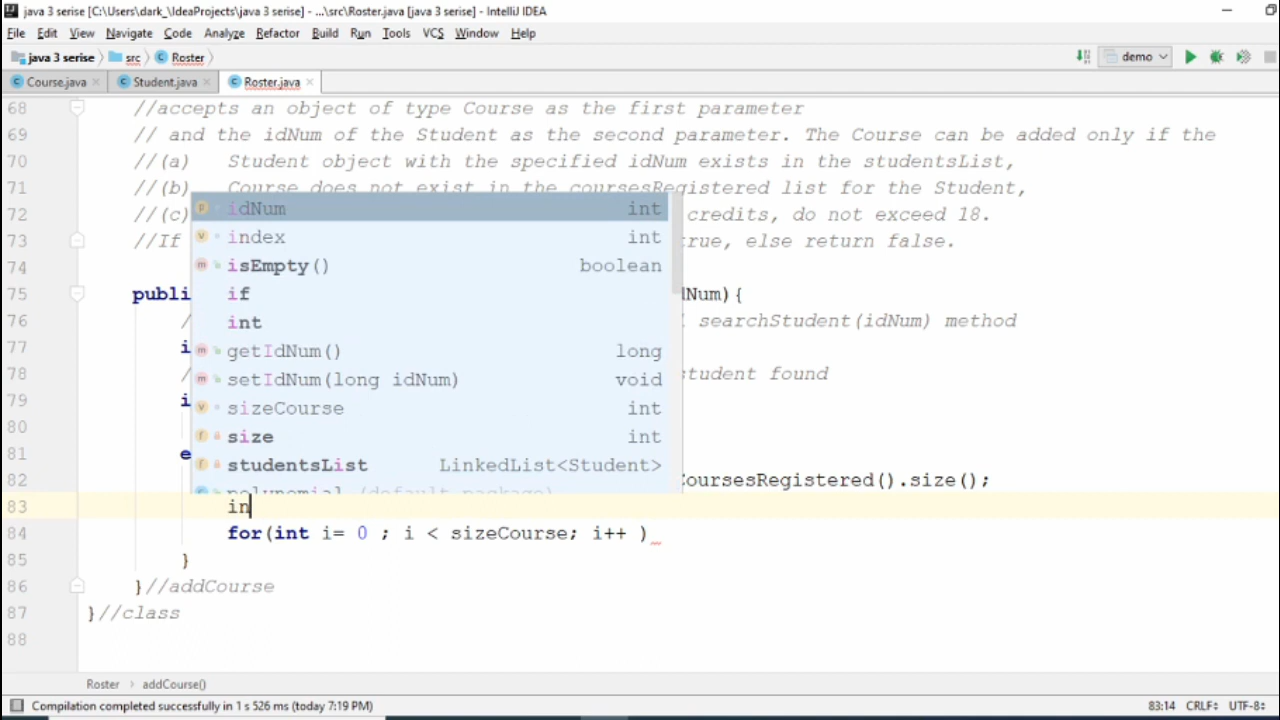 java 3 serise [C:\Users\dark_\IdeaProjects\java 3 serise] - ...\src\Roster.java [java 3 serise] - IntelliJ IDEA
File Edit View Navigate Code Analyze Refactor Build Run Tools VCS Window Help
java 3 serise src Roster demo
Course.java Student.java Roster.java
68 //accepts an object of type Course as the first parameter
69 // and the idNum of the Student as the second parameter. The Course can be added only if the
70 //(a) Student object with the specified idNum exists in the studentsList,
71 //(b) Course does not exist in the coursesRegistered list for the Student,
72 //(c) credits, do not exceed 18.
73 //If true, else return false.
74
75 publi dNum){
76 / searchStudent(idNum) method
77 i
78 / student found
79 i
80
81 e
82 CoursesRegistered().size();
83 in
84 for(int i= 0 ; i < sizeCourse; i++ )
85 }
86 }//addCourse
87 }//class
88
idNum int
index int
isEmpty() boolean
if
int
getIdNum() long
setIdNum(long idNum) void
sizeCourse int
size int
studentsList LinkedList<Student>
polynomial (default package)
Roster addCourse()
Compilation completed successfully in 1 s 526 ms (today 7:19 PM) 83:14 CRLF UTF-8